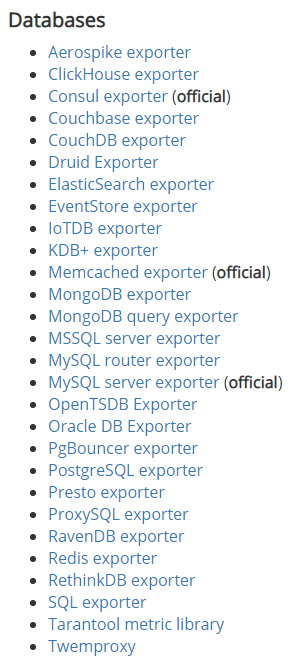 Databases
Aerospike exporter
ClickHouse exporter
Consul exporter (official)
Couchbase exporter
CouchDB exporter
Druid Exporter
ElasticSearch exporter
EventStore exporter
IoTDB exporter
KDB+ exporter
Memcached exporter (official)
MongoDB exporter
MongoDB query exporter
MSSQL server exporter
MySQL router exporter
MySQL server exporter (official)
OpenTSDB Exporter
Oracle DB Exporter
PgBouncer exporter
PostgreSQL exporter
Presto exporter
ProxySQL exporter
RavenDB exporter
Redis exporter
RethinkDB exporter
SQL exporter
Tarantool metric library
Twemproxy